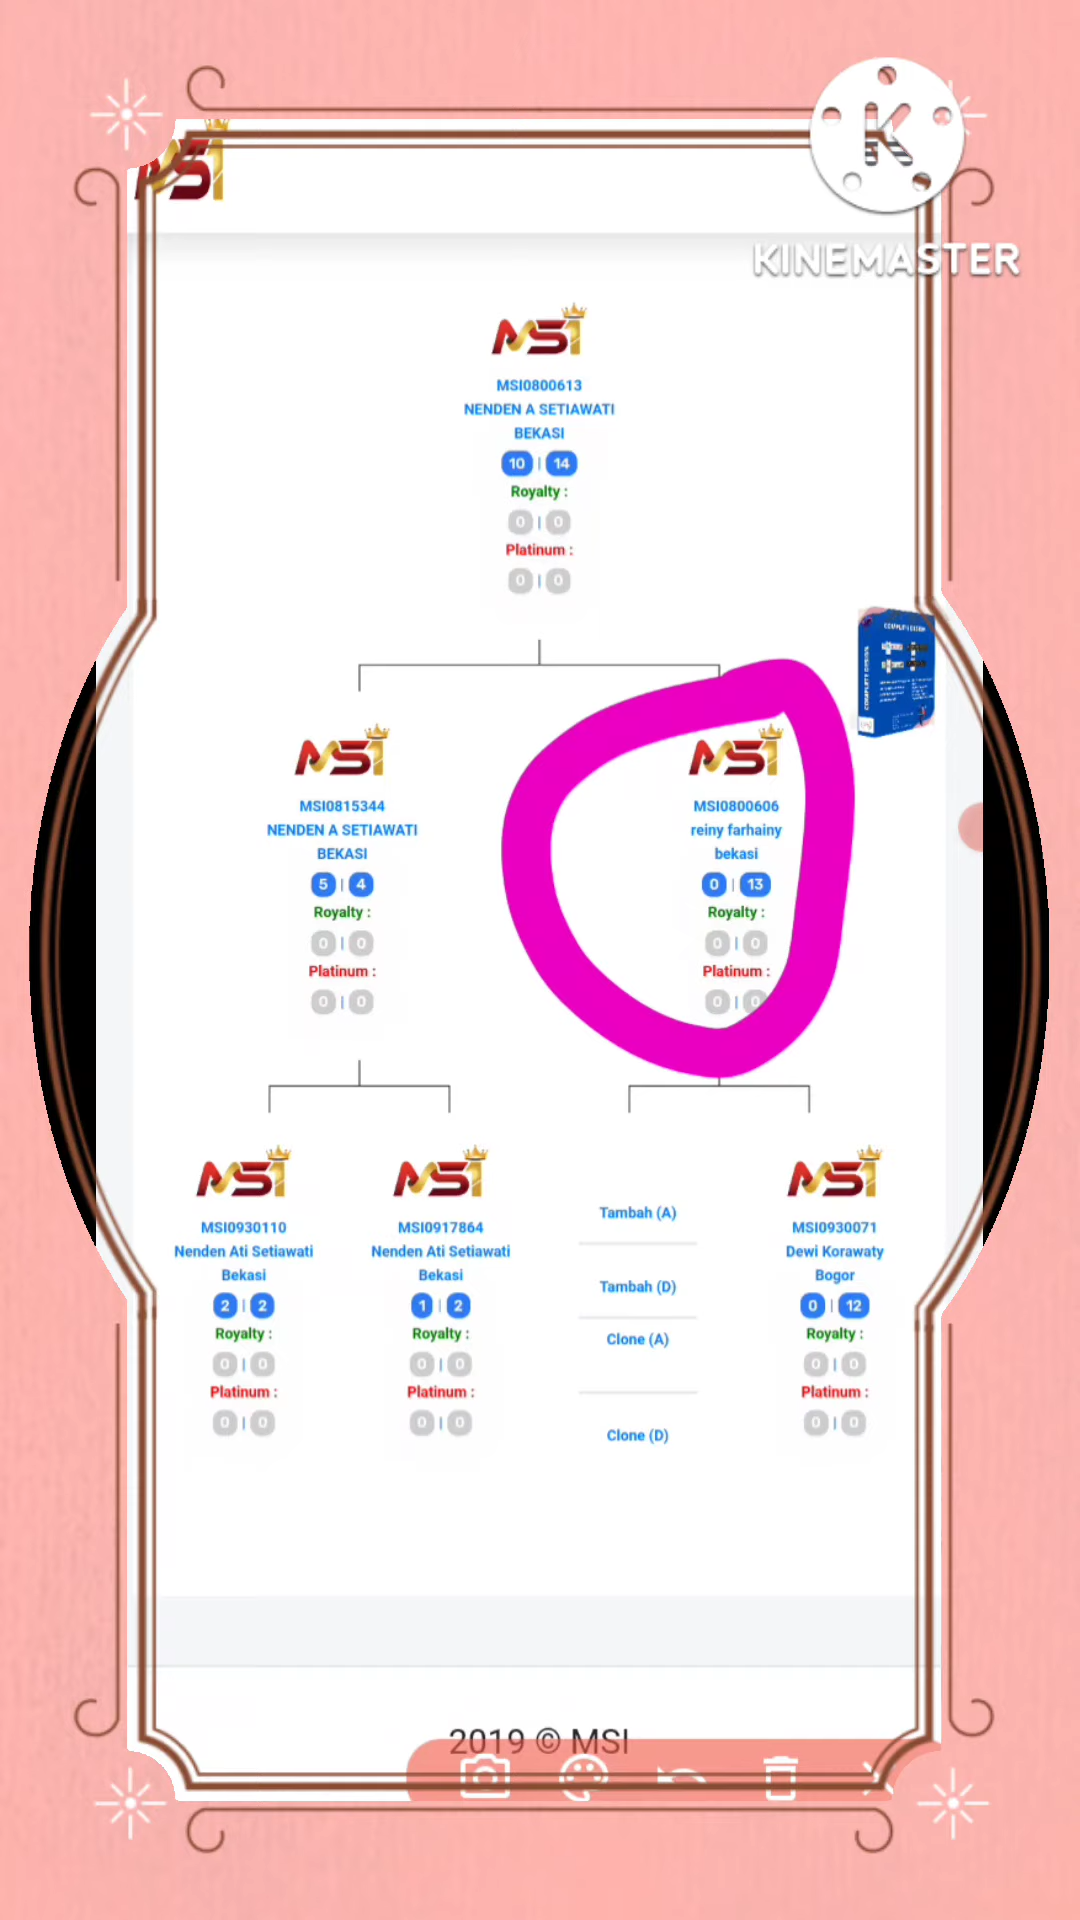 MSI
KINEMASTER
MSI
MSI0800613
NENDEN A SETIAWATI
BEKASI
10 | 14
Royalty :
0 | 0
Platinum :
0 | 0
MSI
MSI0815344
NENDEN A SETIAWATI
BEKASI
5 | 4
Royalty :
0 | 0
Platinum :
0 | 0
MSI
MSI0800606
reiny farhainy
bekasi
0 | 13
Royalty :
0 | 0
Platinum :
0 | 0
MSI
MSI0930110
Nenden Ati Setiawati
Bekasi
2 | 2
Royalty :
0 | 0
Platinum :
0 | 0
MSI
MSI0917864
Nenden Ati Setiawati
Bekasi
1 | 2
Royalty :
0 | 0
Platinum :
0 | 0
Tambah (A)
Tambah (D)
Clone (A)
Clone (D)
MSI
MSI0930071
Dewi Korawaty
Bogor
0 | 12
Royalty :
0 | 0
Platinum :
0 | 0
2019 © MSI